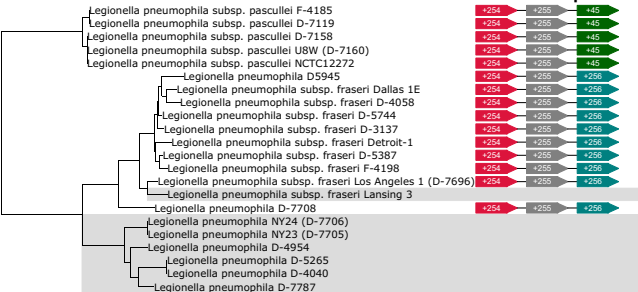 Legionella pneumophila subsp. pascullei F-4185 +254 +255 +45
Legionella pneumophila subsp. pascullei D-7119 +254 +255 +45
Legionella pneumophila subsp. pascullei D-7158 +254 +255 +45
Legionella pneumophila subsp. pascullei U8W (D-7160) +254 +255 +45
Legionella pneumophila subsp. pascullei NCTC12272 +254 +255 +45
Legionella pneumophila D5945 +254 +255 +256
Legionella pneumophila subsp. fraseri Dallas 1E +254 +255 +256
Legionella pneumophila subsp. fraseri D-4058 +254 +255 +256
Legionella pneumophila subsp. fraseri D-5744 +254 +255 +256
Legionella pneumophila subsp. fraseri D-3137 +254 +255 +256
Legionella pneumophila subsp. fraseri Detroit-1 +254 +255 +256
Legionella pneumophila subsp. fraseri D-5387 +254 +255 +256
Legionella pneumophila subsp. fraseri F-4198 +254 +255 +256
Legionella pneumophila subsp. fraseri Los Angeles 1 (D-7696) +254 +255 +256
Legionella pneumophila subsp. fraseri Lansing 3
Legionella pneumophila D-7708 +254 +255 +256
Legionella pneumophila NY24 (D-7706)
Legionella pneumophila NY23 (D-7705)
Legionella pneumophila D-4954
Legionella pneumophila D-5265
Legionella pneumophila D-4040
Legionella pneumophila D-7787